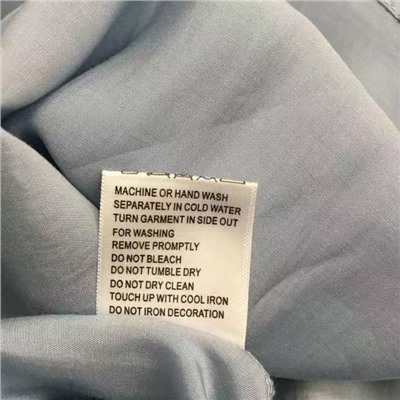 MACHINE OR HAND WASH
SEPARATELY IN COLD WATER
TURN GARMENT IN SIDE OUT
FOR WASHING
REMOVE PROMPTLY
DO NOT BLEACH
DO NOT TUMBLE DRY
DO NOT DRY CLEAN
TOUCH UP WITH COOL IRON
DO NOT IRON DECORATION